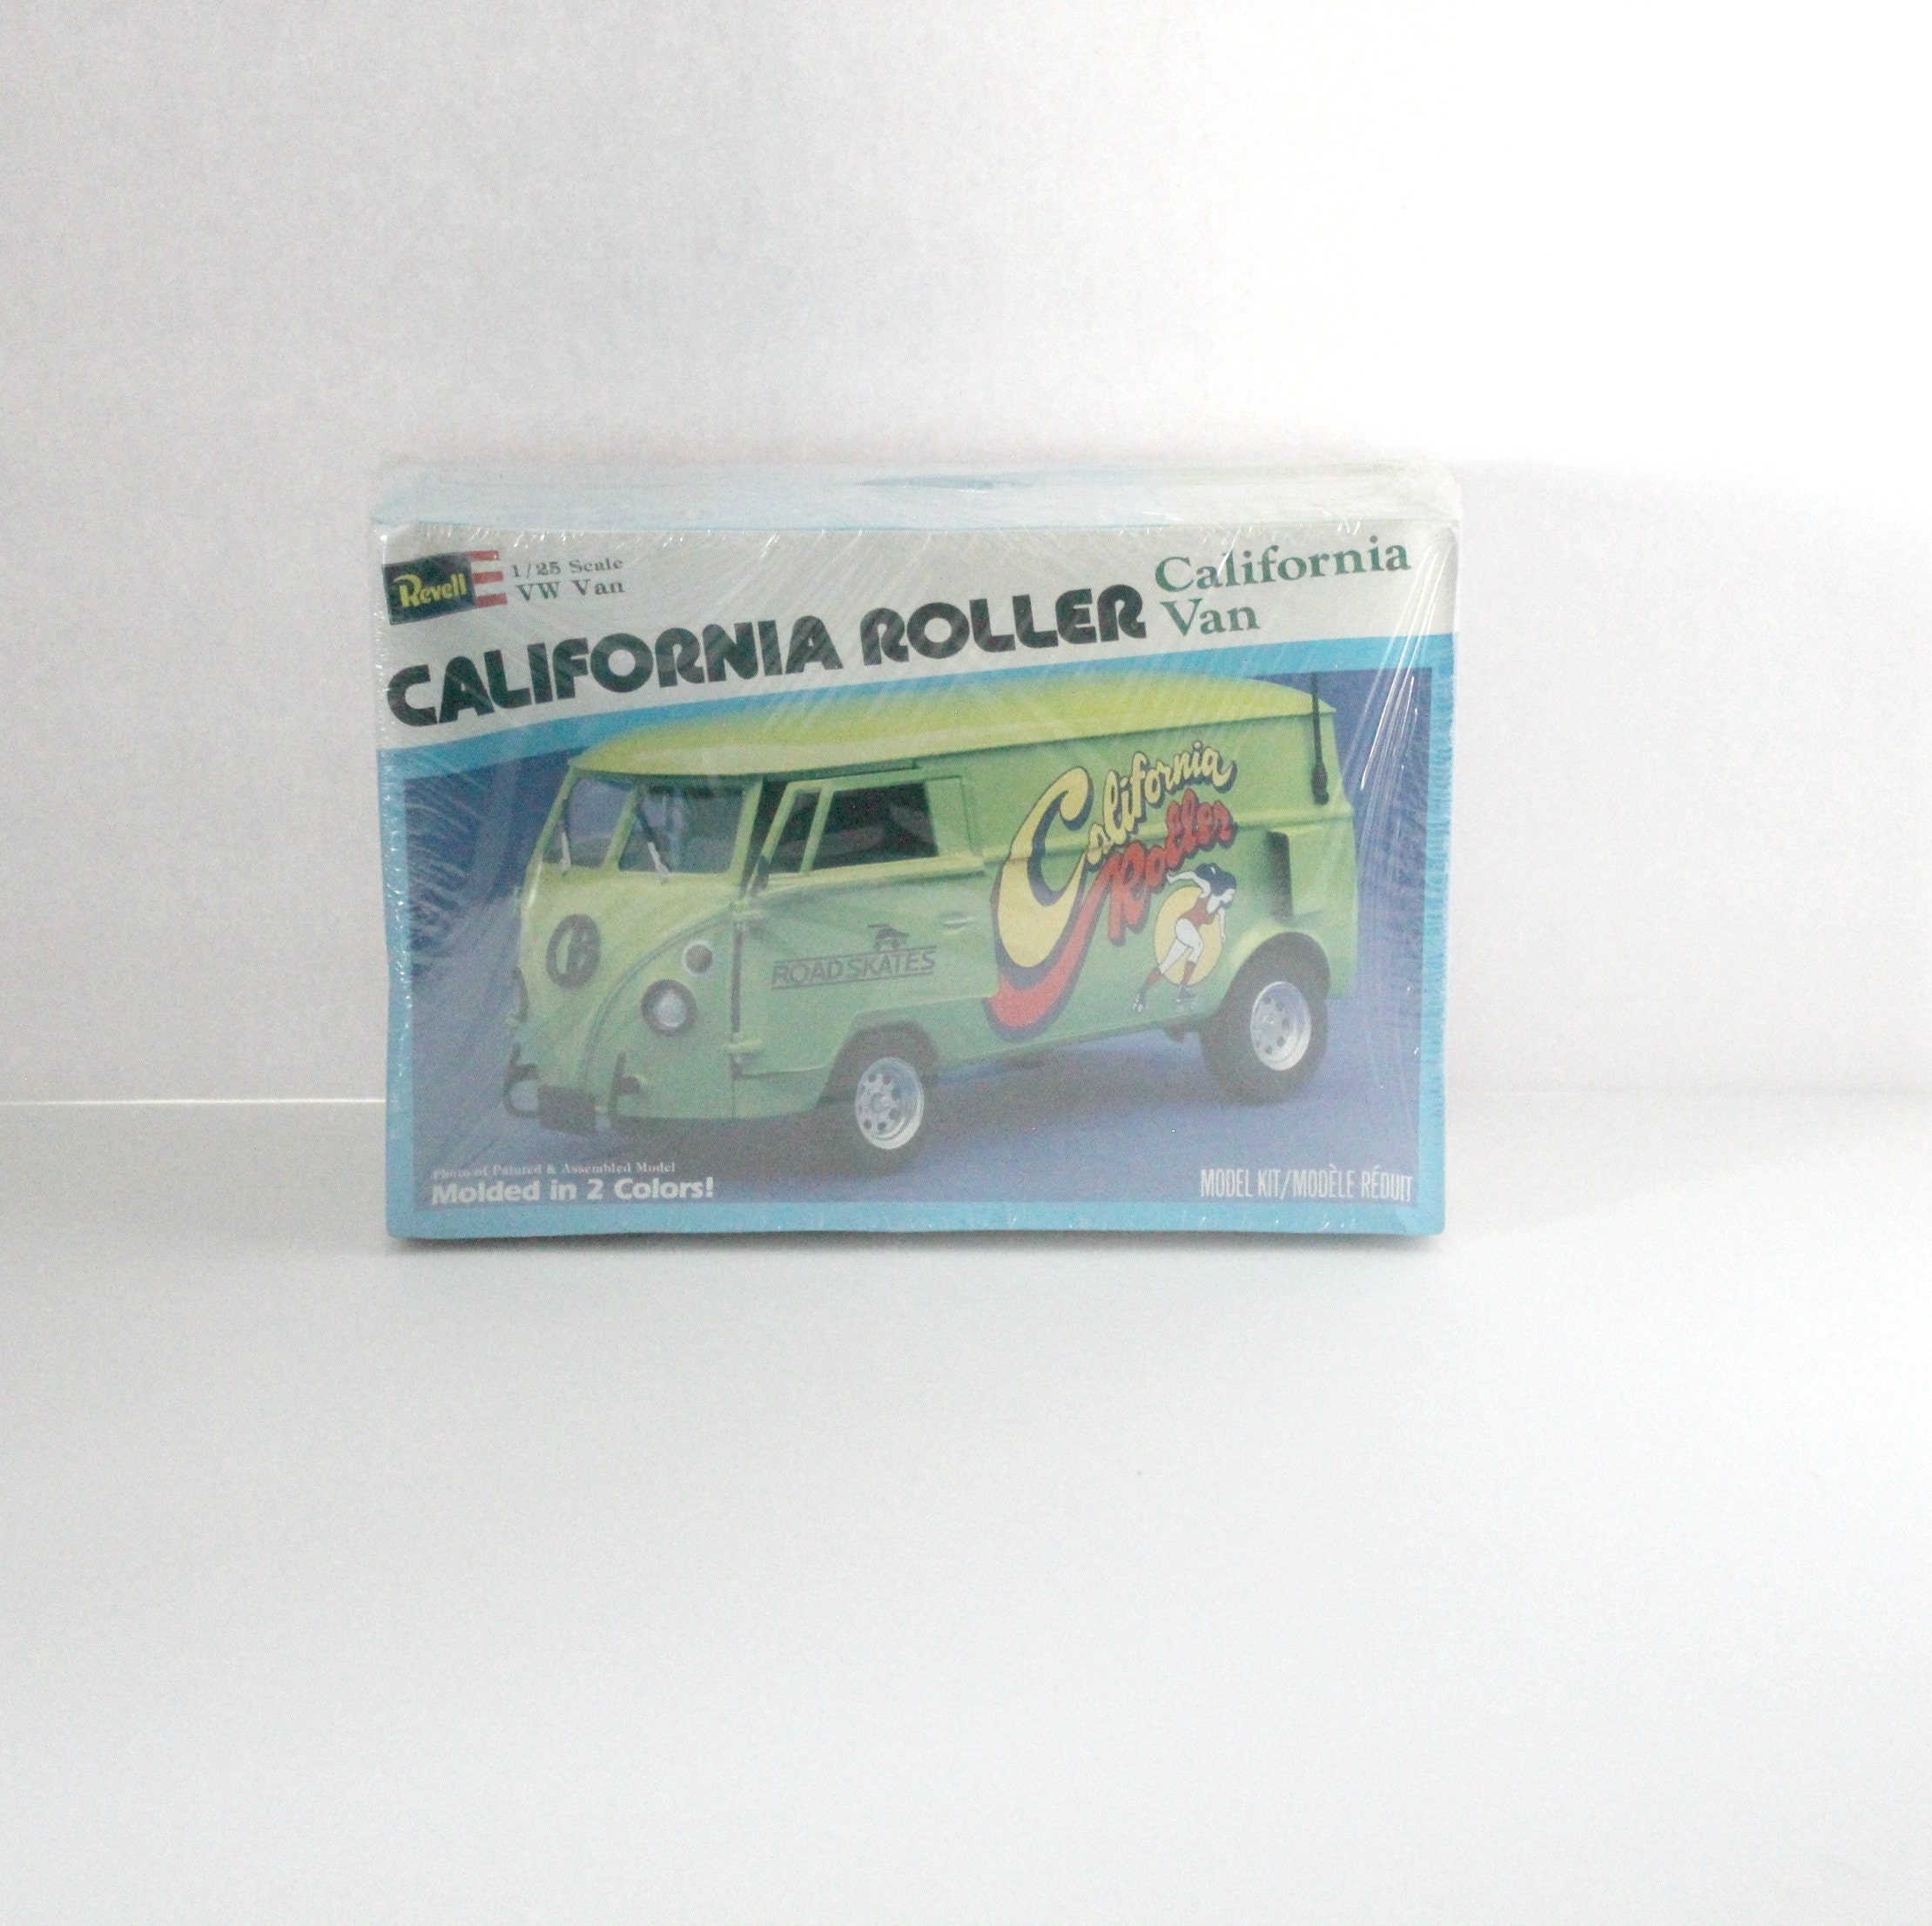 Revell
1/25 Scale
VW Van
CALIFORNIA ROLLER
California
Van
California
Roller
ROAD SKATES
Photo of Painted & Assembled Model
Molded in 2 Colors!
MODEL KIT/MODÈLE RÉDUIT